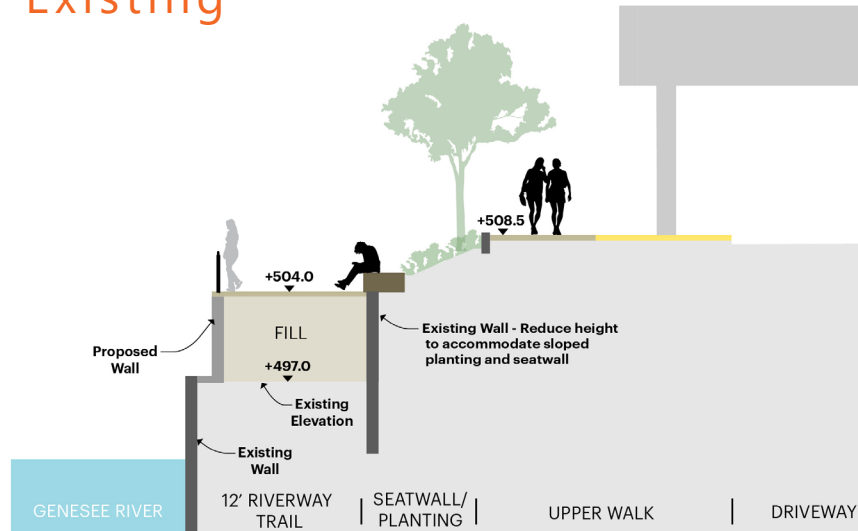 Existing
+508.5
+504.0
FILL
Existing Wall - Reduce height
to accommodate sloped
planting and seatwall
Proposed
Wall
+497.0
Existing
Elevation
Existing
Wall
GENESEE RIVER
12' RIVERWAY
TRAIL
SEATWALL/
PLANTING
UPPER WALK
DRIVEWAY